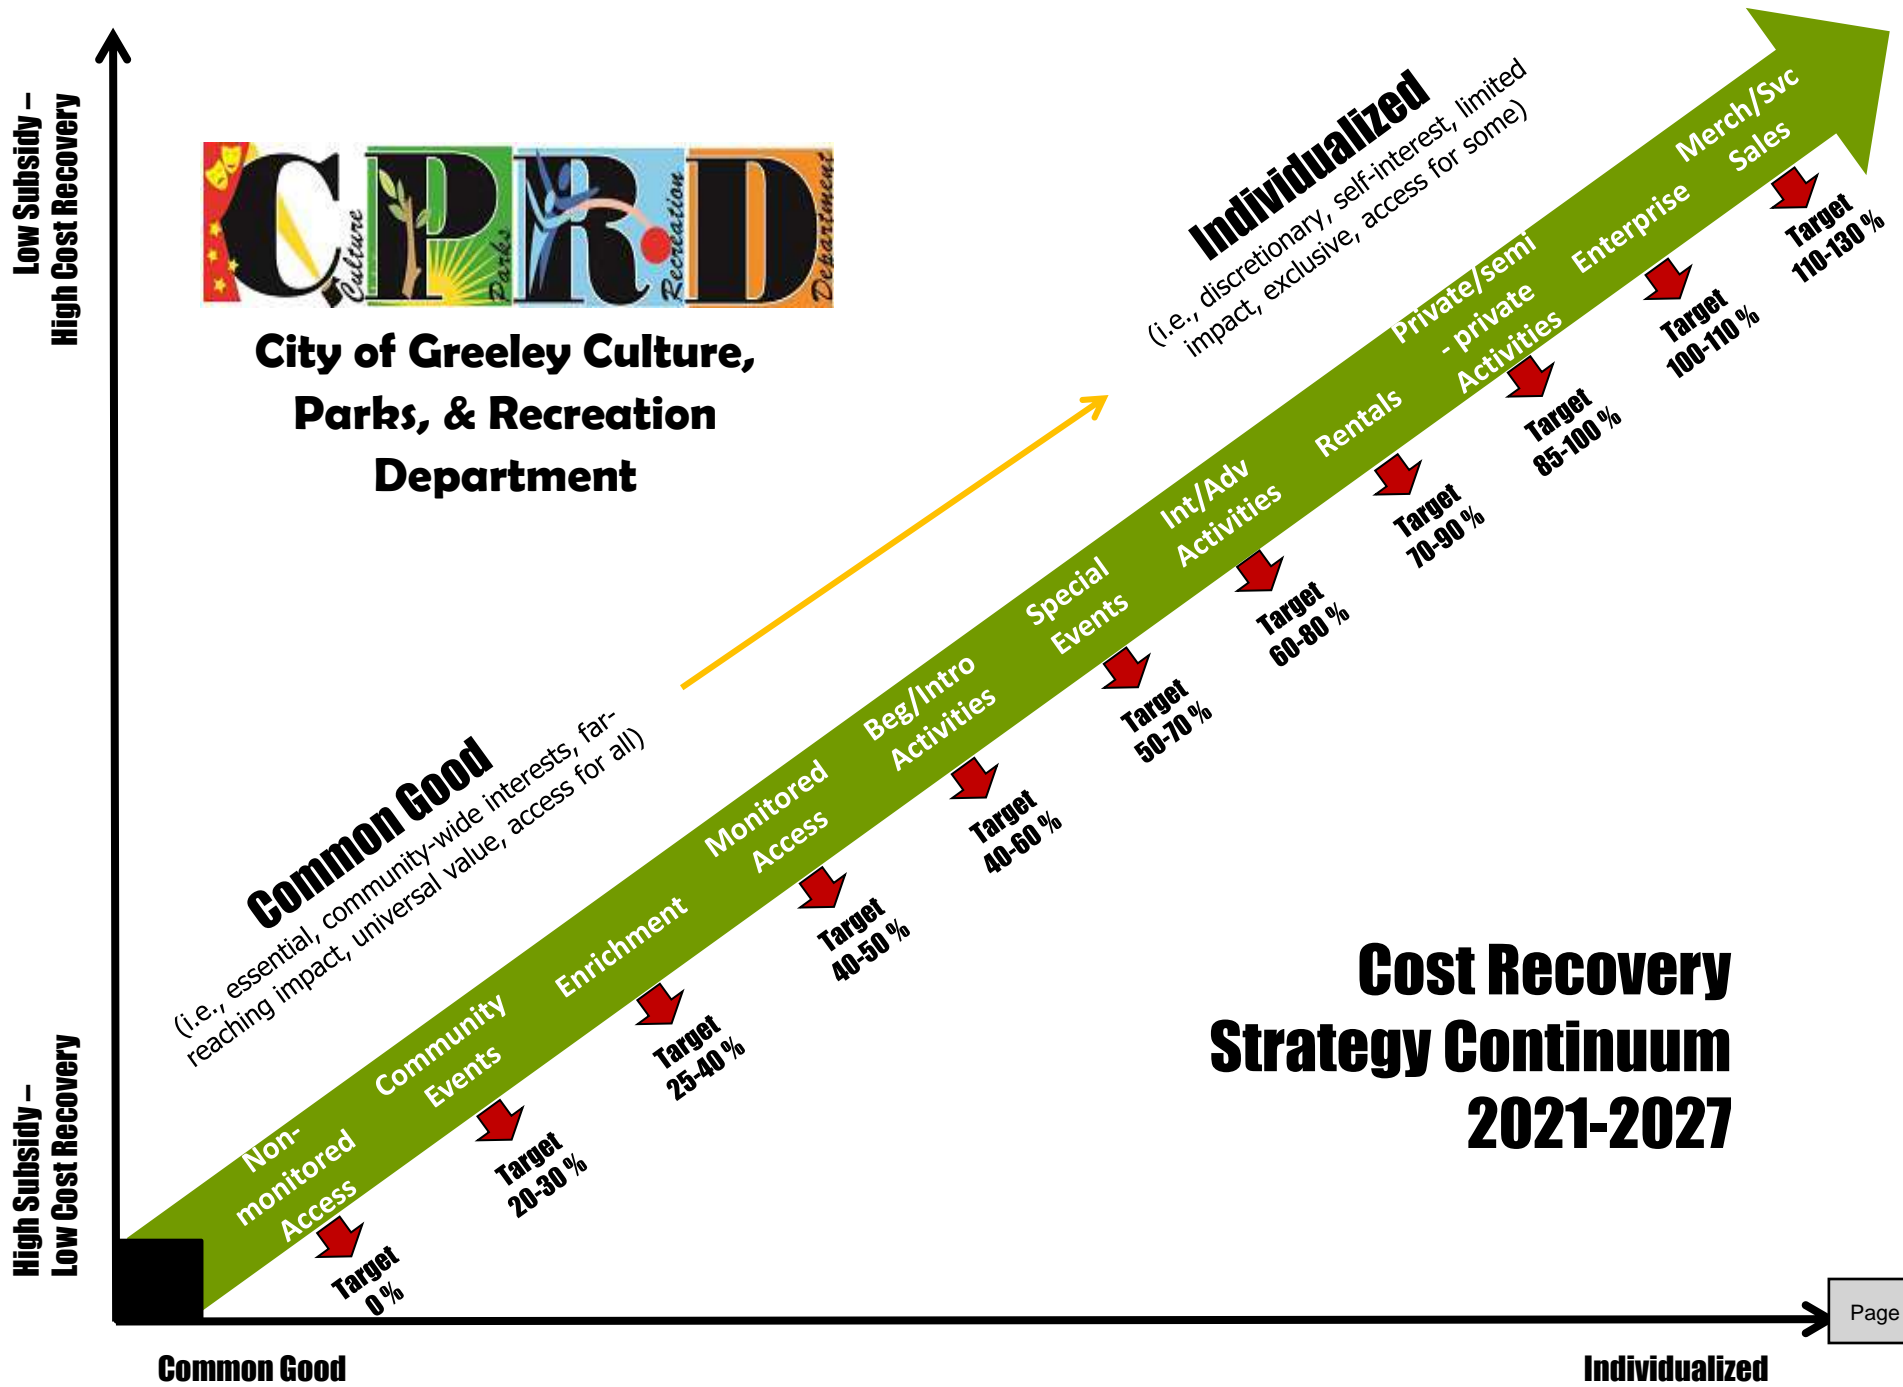 Low Subsidy –
High Cost Recovery
High Subsidy –
Low Cost Recovery
CPRD
Culture
Parks
Recreation
Department
City of Greeley Culture,
Parks, & Recreation
Department
Common Good
(i.e., essential, community-wide interests, far-
reaching impact, universal value, access for all)
Individualized
(i.e., discretionary, self-interest, limited
impact, exclusive, access for some)
Non-
monitored
Access
Target
0 %
Community
Events
Target
20-30 %
Enrichment
Target
25-40 %
Monitored
Access
Target
40-50 %
Beg/Intro
Activities
Target
40-60 %
Special
Events
Target
50-70 %
Int/Adv
Activities
Target
60-80 %
Rentals
Target
70-90 %
Private/semi
- private
Activities
Target
85-100 %
Enterprise
Target
100-110 %
Merch/Svc
Sales
Target
110-130 %
Cost Recovery
Strategy Continuum
2021-2027
Page
Common Good
Individualized